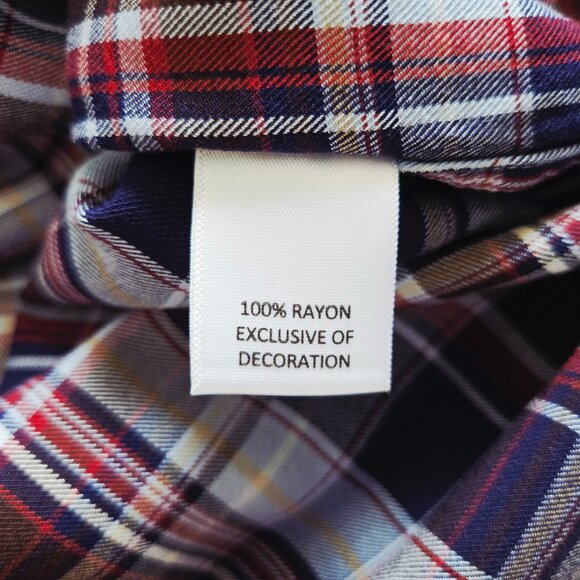 100% RAYON
EXCLUSIVE OF
DECORATION